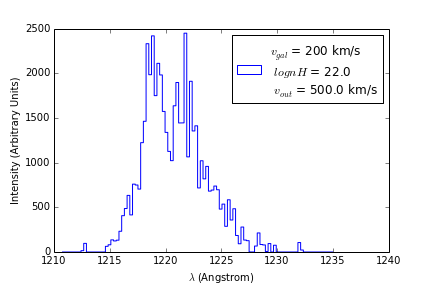 2500
2000
1500
1000
500
0
1210
1215
1220
1225
1230
1235
1240
Intensity (Arbitrary Units)
λ (Angstrom)
v_gal = 200 km/s
lognH = 22.0
v_out = 500.0 km/s